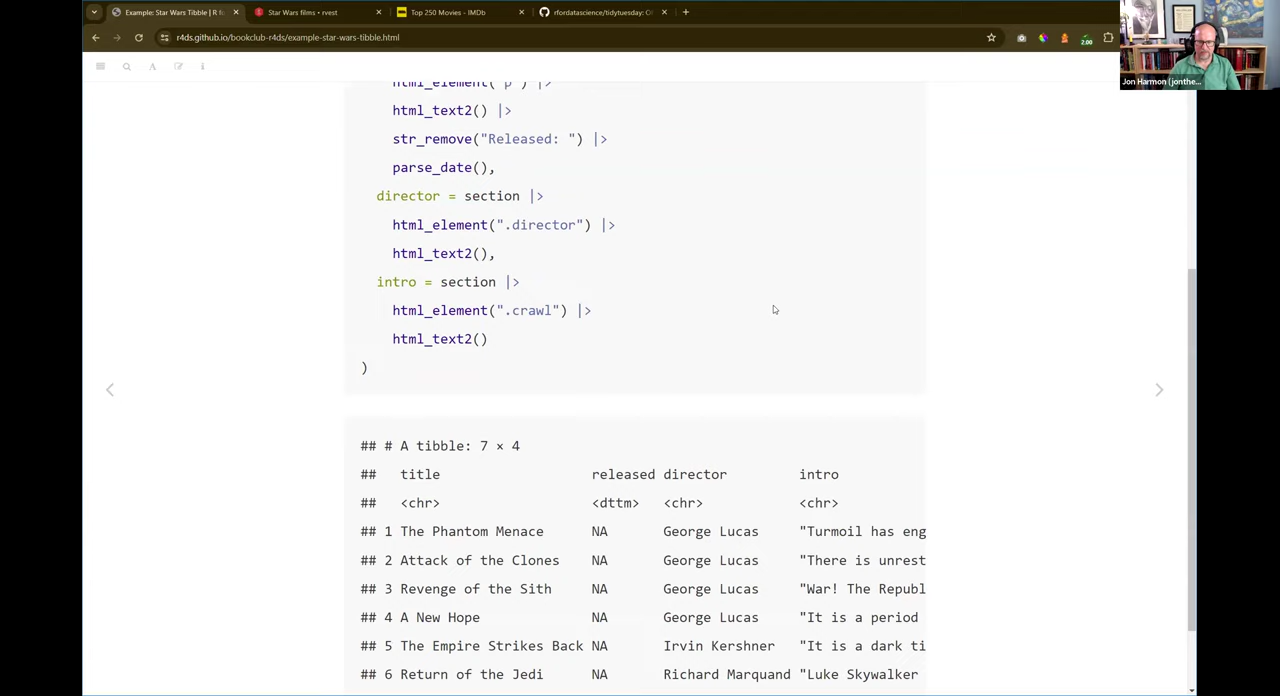 Example: Star Wars Tibble | R fo
Star Wars films • rvest
Top 250 Movies - IMDb
rfordatascience/tidytuesday: Of
r4ds.github.io/bookclub-r4ds/example-star-wars-tibble.html
2.00
Jon Harmon (jonthe...
html_element("p") |>
html_text2() |>
str_remove("Released: ") |>
parse_date(),
director = section |>
html_element(".director") |>
html_text2(),
intro = section |>
html_element(".crawl") |>
html_text2()
)
## # A tibble: 7 × 4
## title released director intro
## <chr> <dttm> <chr> <chr>
## 1 The Phantom Menace NA George Lucas "Turmoil has eng
## 2 Attack of the Clones NA George Lucas "There is unrest
## 3 Revenge of the Sith NA George Lucas "War! The Republ
## 4 A New Hope NA George Lucas "It is a period
## 5 The Empire Strikes Back NA Irvin Kershner "It is a dark ti
## 6 Return of the Jedi NA Richard Marquand "Luke Skywalker